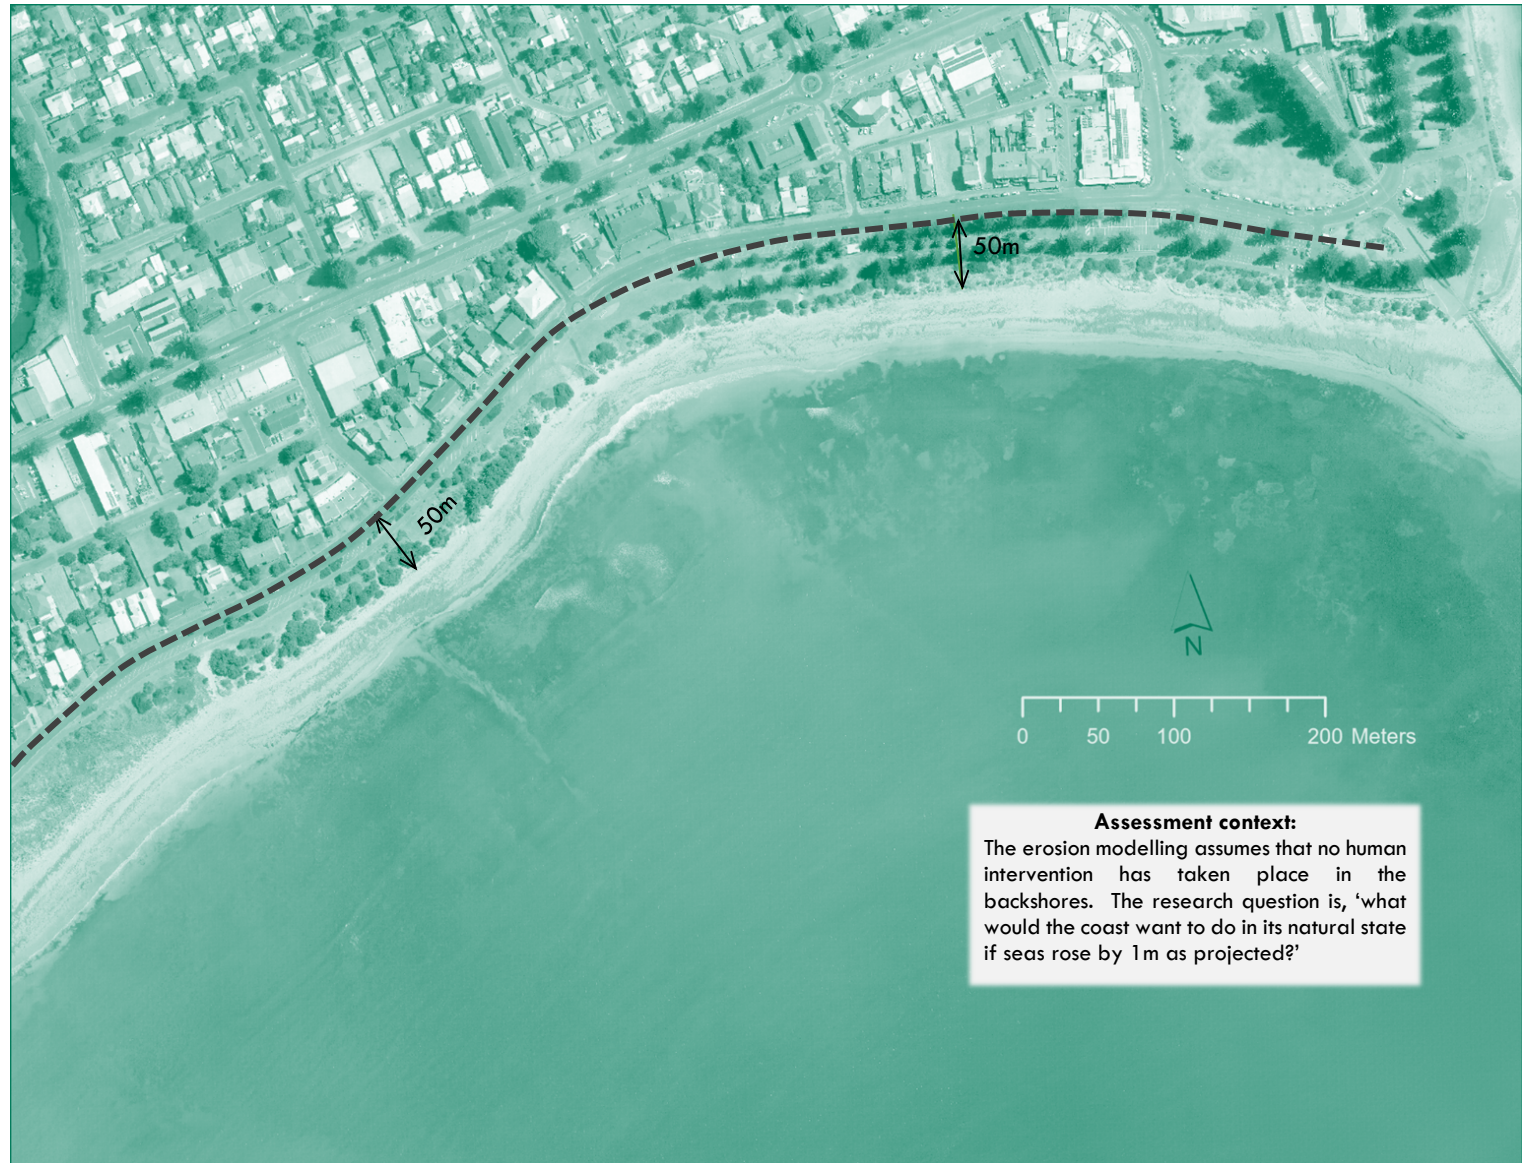 50m
50m
N
0 50 100 200 Meters
Assessment context:
The erosion modelling assumes that no human
intervention has taken place in the
backshores. The research question is, ‘what
would the coast want to do in its natural state
if seas rose by 1m as projected?’